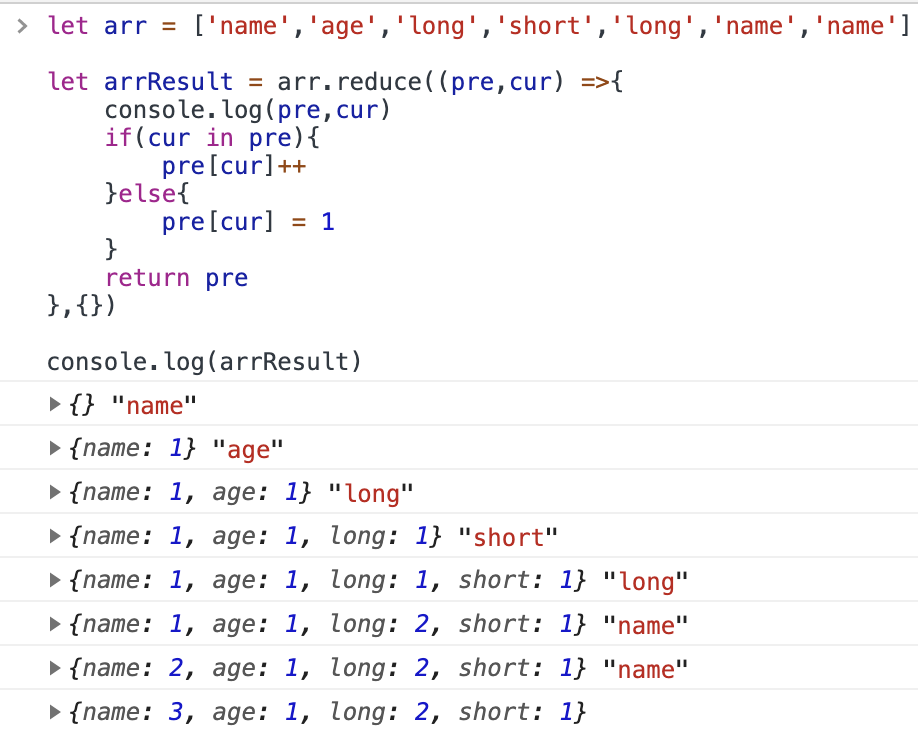 > let arr = ['name','age','long','short','long','name','name']
let arrResult = arr.reduce((pre,cur) =>{
    console.log(pre,cur)
    if(cur in pre){
        pre[cur]++
    }else{
        pre[cur] = 1
    }
    return pre
},{})
console.log(arrResult)
▶{} "name"
▶{name: 1} "age"
▶{name: 1, age: 1} "long"
▶{name: 1, age: 1, long: 1} "short"
▶{name: 1, age: 1, long: 1, short: 1} "long"
▶{name: 1, age: 1, long: 2, short: 1} "name"
▶{name: 2, age: 1, long: 2, short: 1} "name"
▶{name: 3, age: 1, long: 2, short: 1}